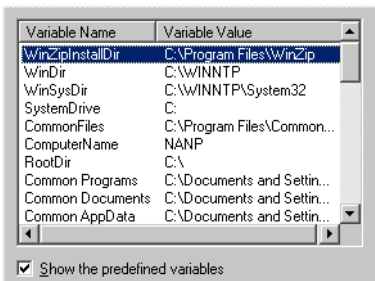 Variable Name Variable Value
WinZipInstallDir C:\Program Files\WinZip
WinDir C:\WINNTP
WinSysDir C:\WINNTP\System32
SystemDrive C:
CommonFiles C:\Program Files\Common...
ComputerName NANP
RootDir C:\
Common Programs C:\Documents and Settin...
Common Documents C:\Documents and Settin...
Common AppData C:\Documents and Settin...
Show the predefined variables